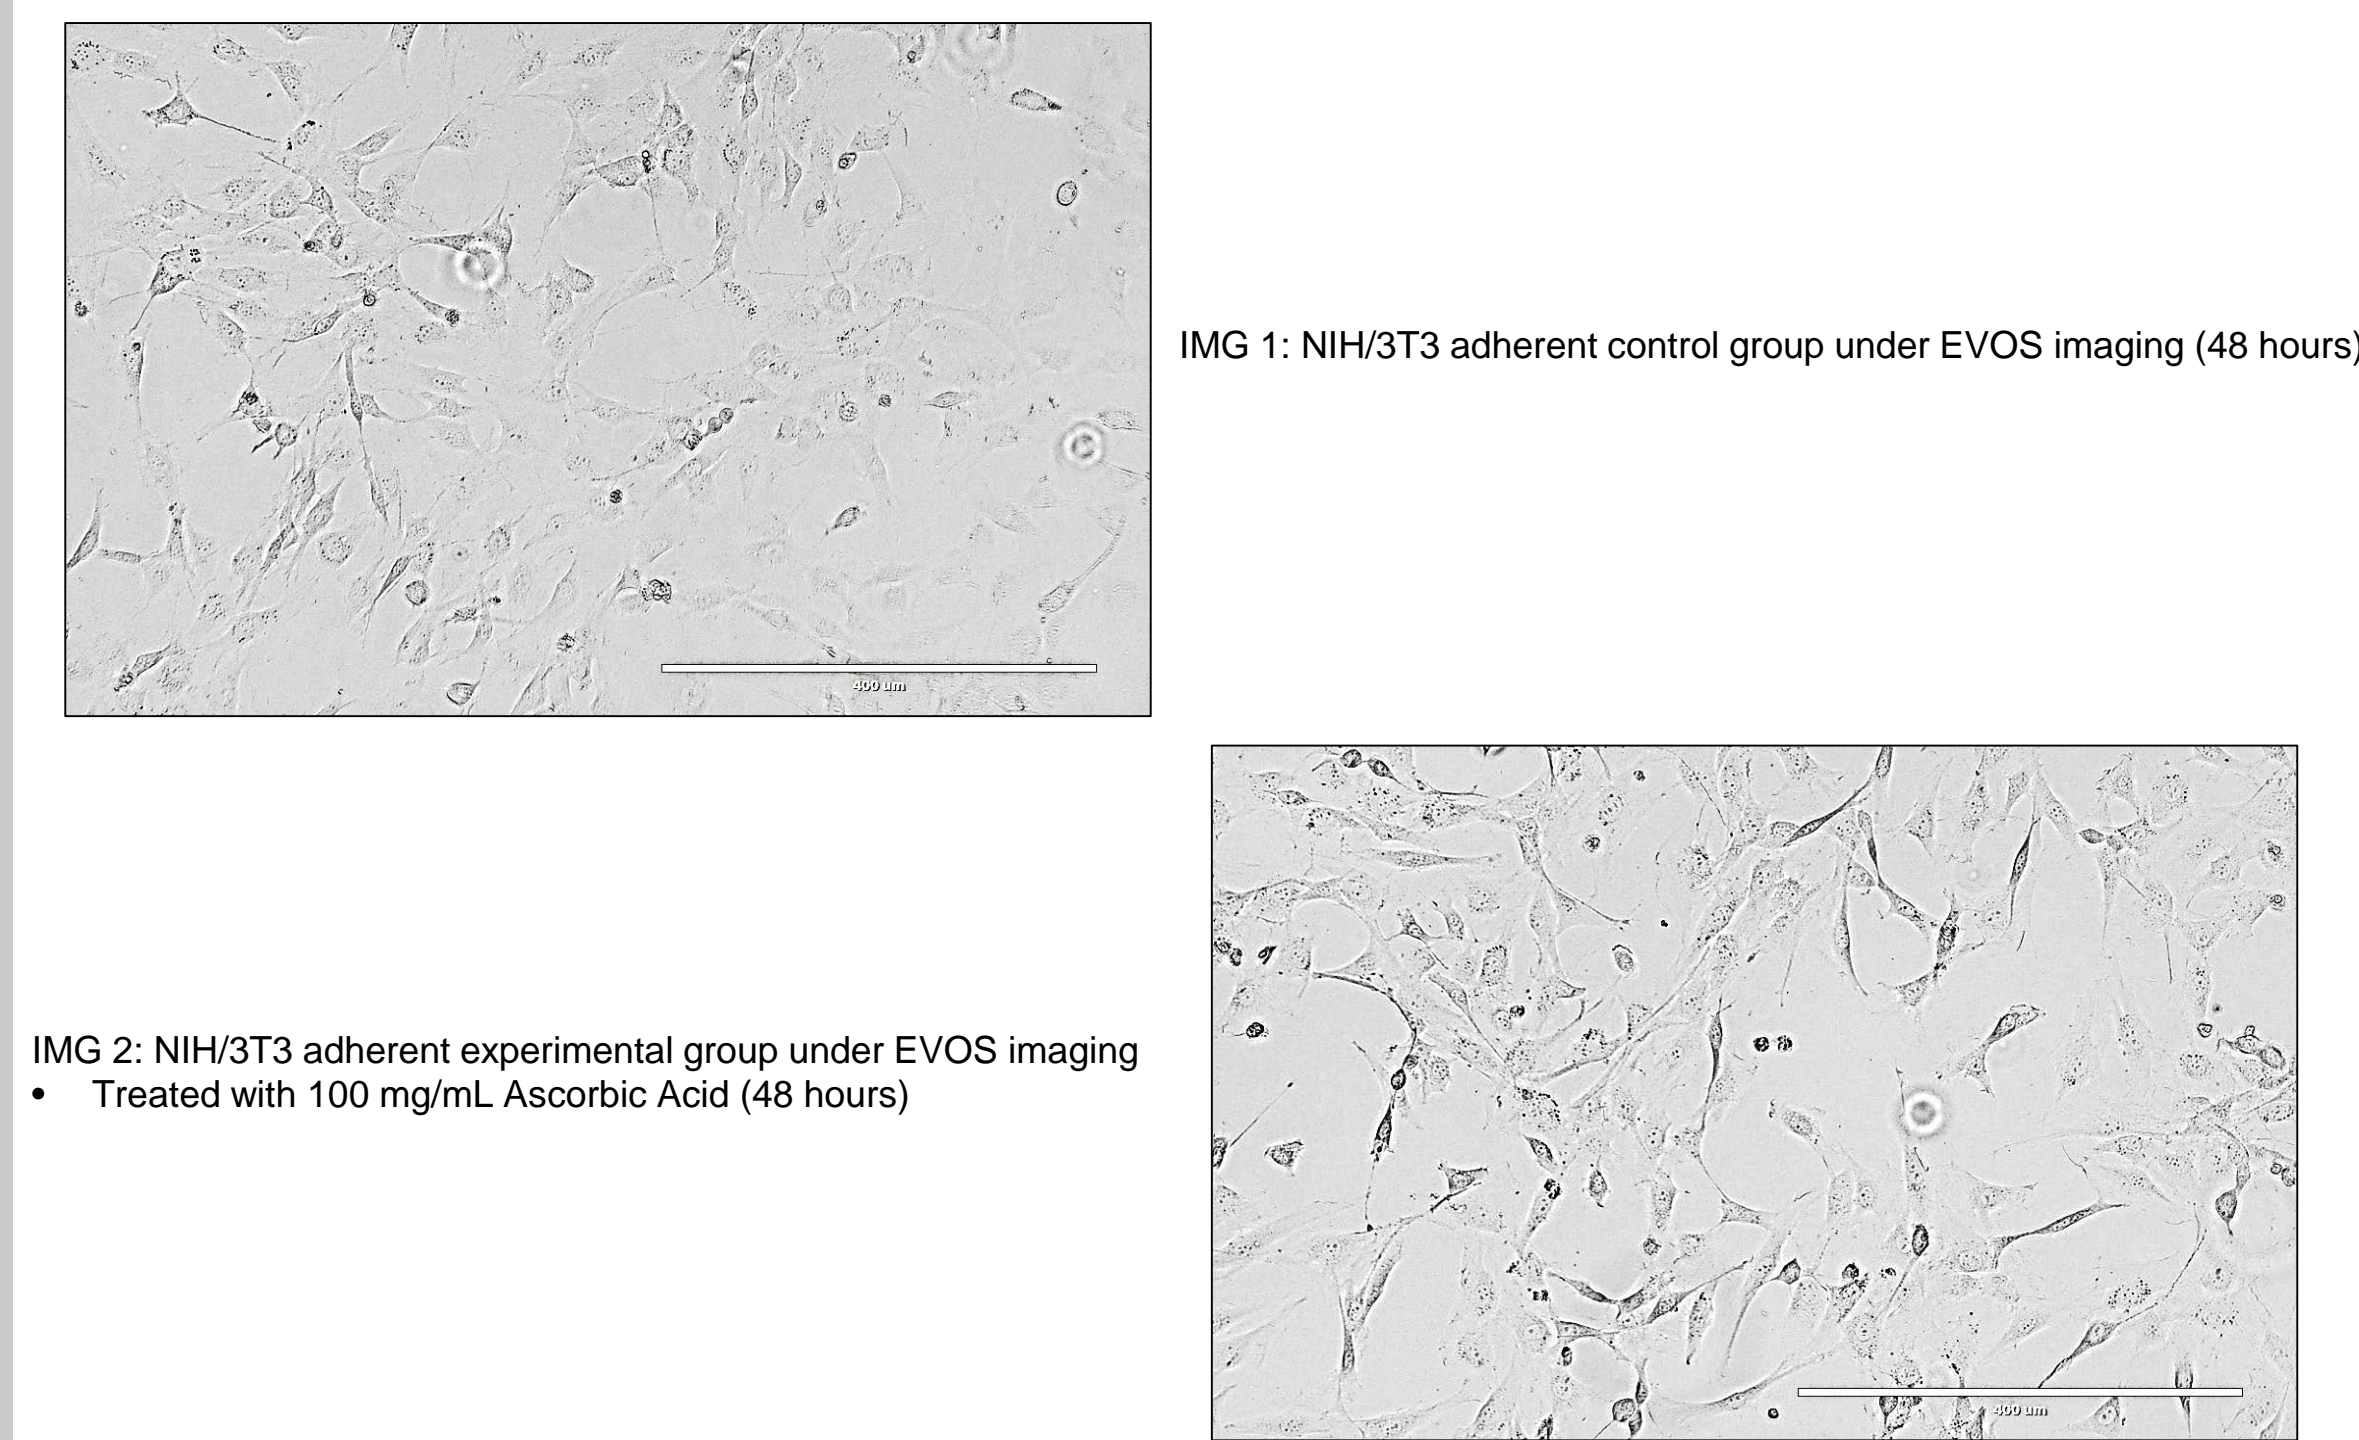 IMG 1: NIH/3T3 adherent control group under EVOS imaging (48 hours)
400 um
IMG 2: NIH/3T3 adherent experimental group under EVOS imaging
• Treated with 100 mg/mL Ascorbic Acid (48 hours)
400 um